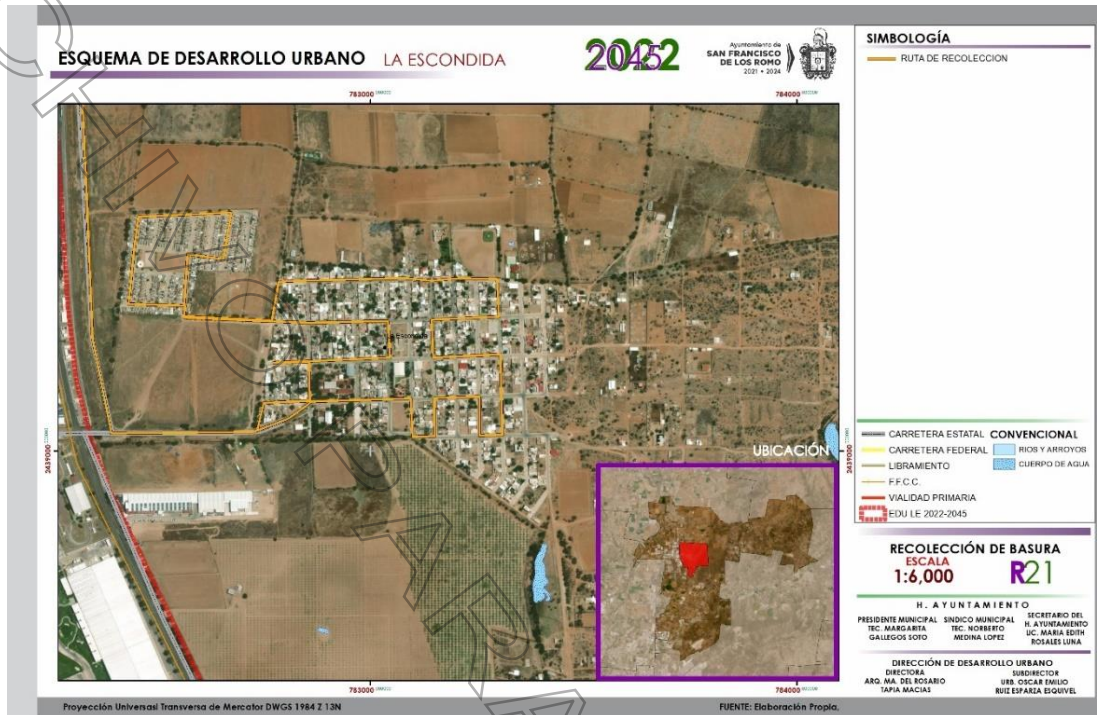 ESQUEMA DE DESARROLLO URBANO LA ESCONDIDA
2045
2022
Ayuntamiento de
SAN FRANCISCO
DE LOS ROMO
2021 • 2024
SIMBOLOGÍA
RUTA DE RECOLECCION
783000
784000
2439000
2439000
UBICACIÓN
783000
784000
CARRETERA ESTATAL
CARRETERA FEDERAL
LIBRAMIENTO
F.F.C.C.
VIALIDAD PRIMARIA
EDU LE 2022-2045
CONVENCIONAL
RIOS Y ARROYOS
CUERPO DE AGUA
RECOLECCIÓN DE BASURA
ESCALA
1:6,000
R21
H. AYUNTAMIENTO
PRESIDENTE MUNICIPAL
TEC. MARGARITA
GALLEGOS SOTO
SINDICO MUNICIPAL
TEC. NORBERTO
MEDINA LOPEZ
SECRETARIO DEL
H. AYUNTAMIENTO
LIC. MARIA EDITH
ROSALES LUNA
DIRECCIÓN DE DESARROLLO URBANO
DIRECTORA
ARQ. MA. DEL ROSARIO
TAPIA MACIAS
SUBDIRECTOR
URB. OSCAR EMILIO
RUIZ ESPARZA ESQUIVEL
Proyección Universasl Transversa de Mercator DWGS 1984 Z 13N
FUENTE: Elaboración Propia.